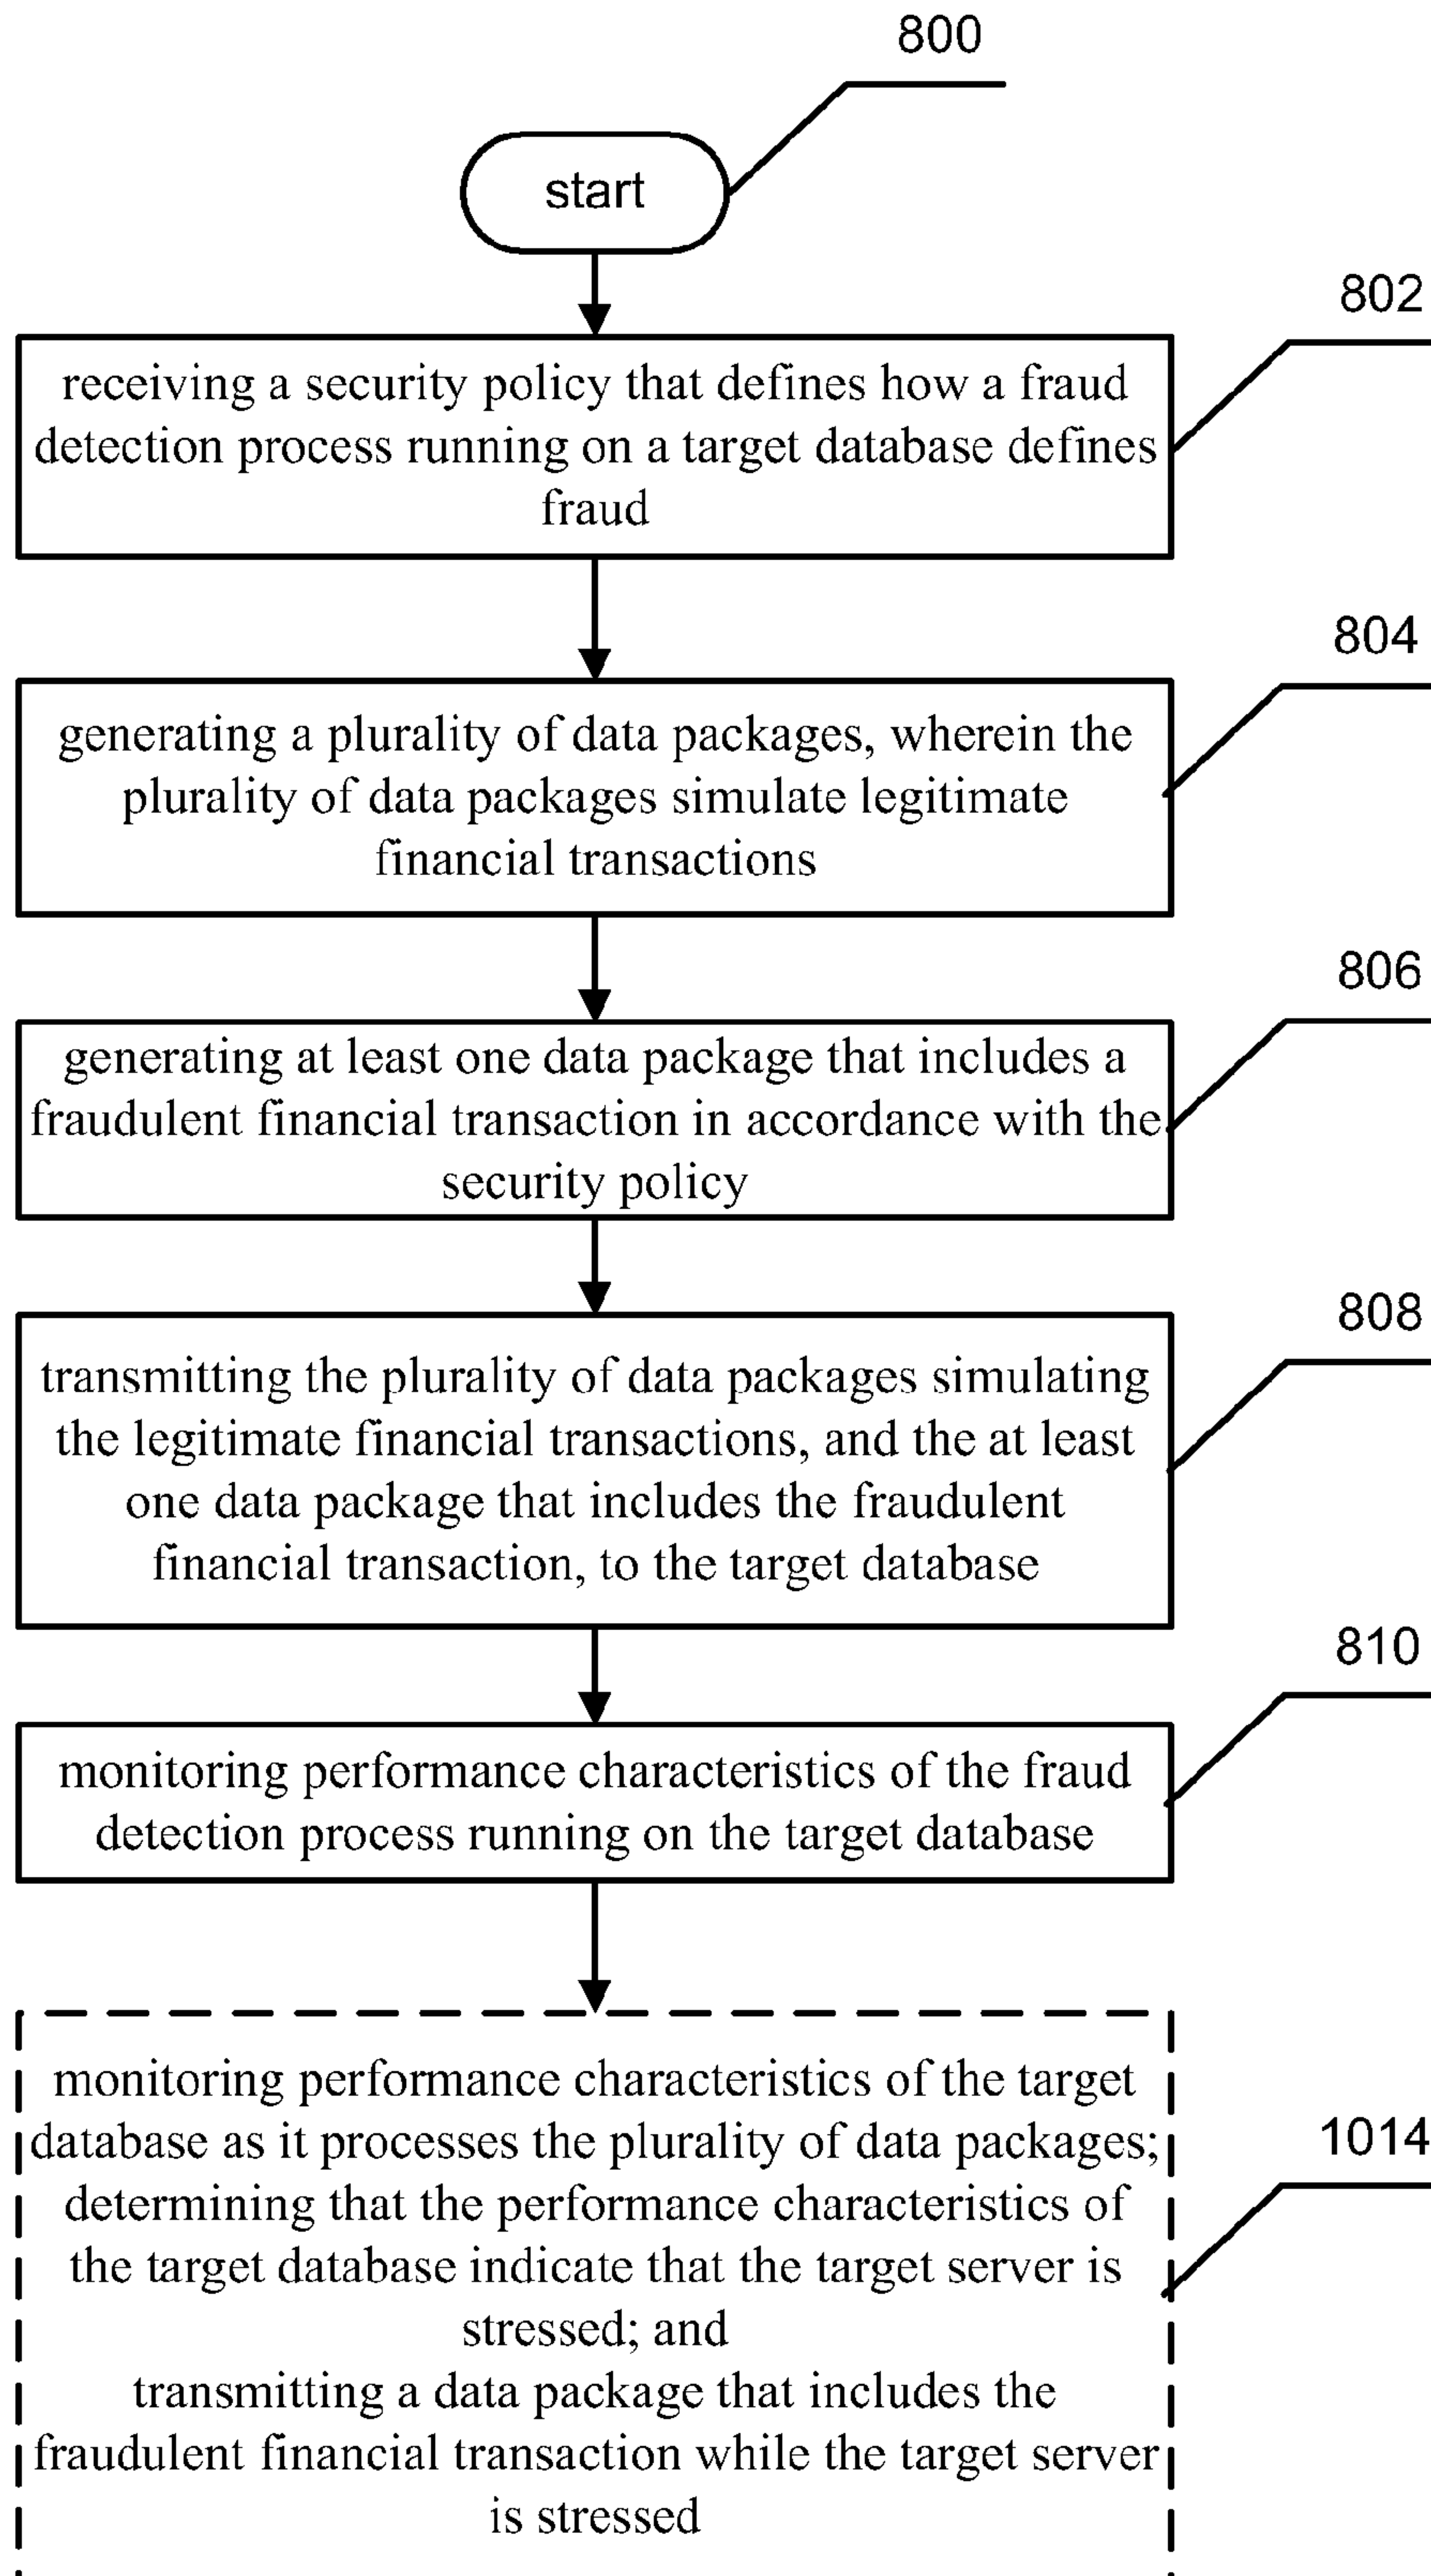 800
start
802
receiving a security policy that defines how a fraud
detection process running on a target database defines
fraud
804
generating a plurality of data packages, wherein the
plurality of data packages simulate legitimate
financial transactions
806
generating at least one data package that includes a
fraudulent financial transaction in accordance with the
security policy
808
transmitting the plurality of data packages simulating
the legitimate financial transactions, and the at least
one data package that includes the fraudulent
financial transaction, to the target database
810
monitoring performance characteristics of the fraud
detection process running on the target database
1014
monitoring performance characteristics of the target
database as it processes the plurality of data packages;
determining that the performance characteristics of
the target database indicate that the target server is
stressed; and
transmitting a data package that includes the
fraudulent financial transaction while the target server
is stressed